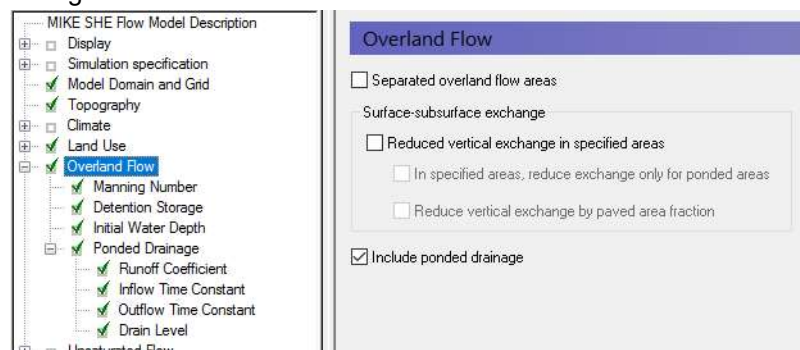 MIKE SHE Flow Model Description
Display
Simulation specification
Model Domain and Grid
Topography
Climate
Land Use
Overland Flow
Manning Number
Detention Storage
Initial Water Depth
Ponded Drainage
Runoff Coefficient
Inflow Time Constant
Outflow Time Constant
Drain Level
Overland Flow
Separated overland flow areas
Surface-subsurface exchange
Reduced vertical exchange in specified areas
In specified areas, reduce exchange only for ponded areas
Reduce vertical exchange by paved area fraction
Include ponded drainage